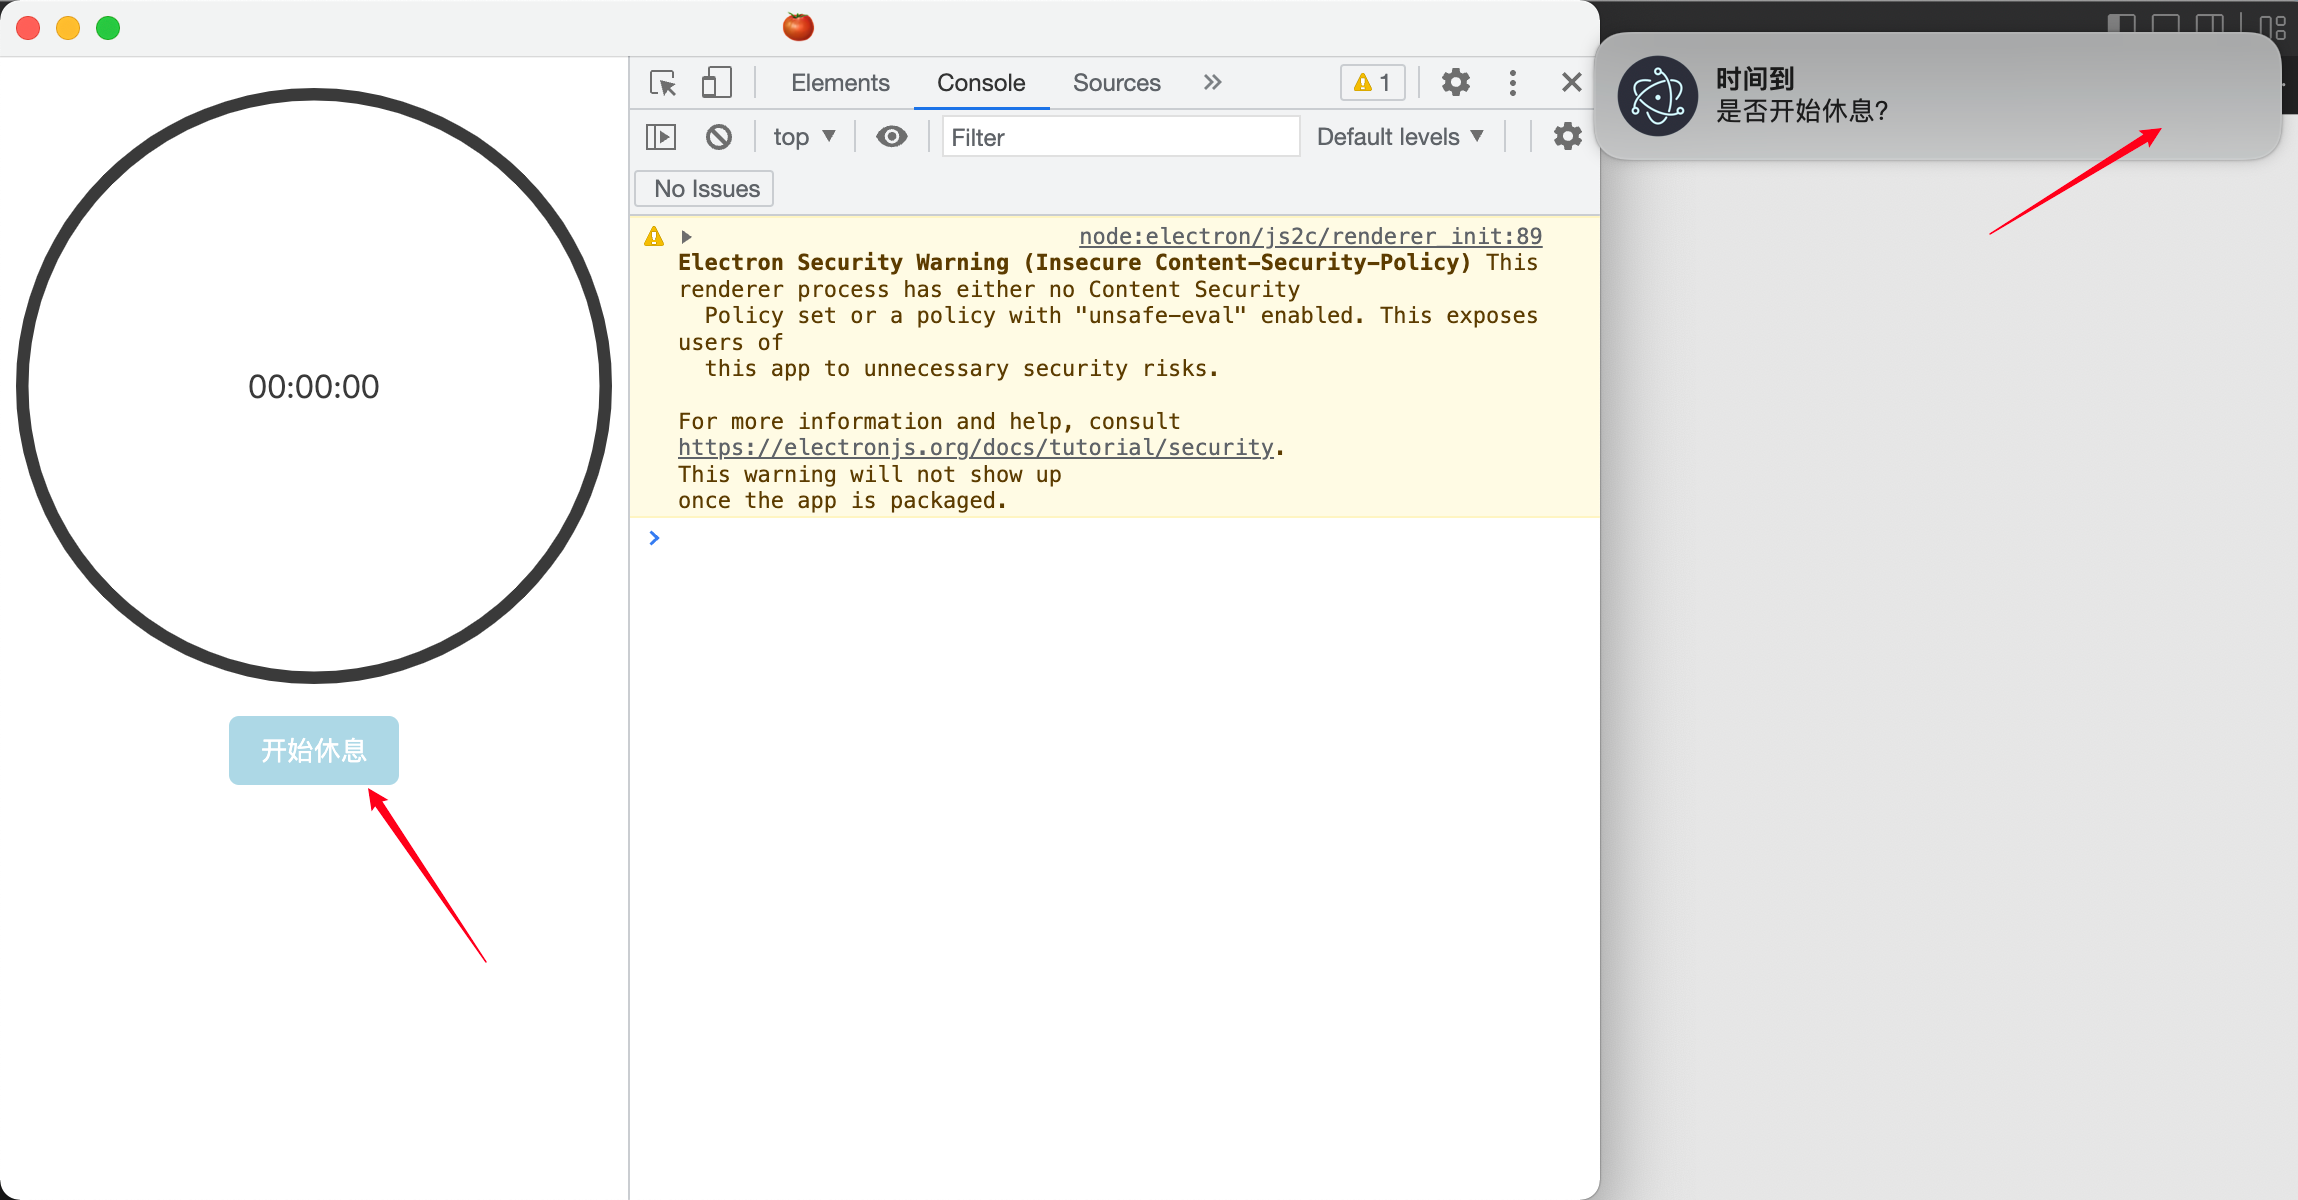 00:00:00
开始休息
Elements
Console
Sources
1
top
Filter
Default levels
No Issues
node:electron/js2c/renderer_init:89
Electron Security Warning (Insecure Content-Security-Policy) This
renderer process has either no Content Security
Policy set or a policy with "unsafe-eval" enabled. This exposes
users of
this app to unnecessary security risks.
For more information and help, consult
https://electronjs.org/docs/tutorial/security.
This warning will not show up
once the app is packaged.
时间到
是否开始休息?